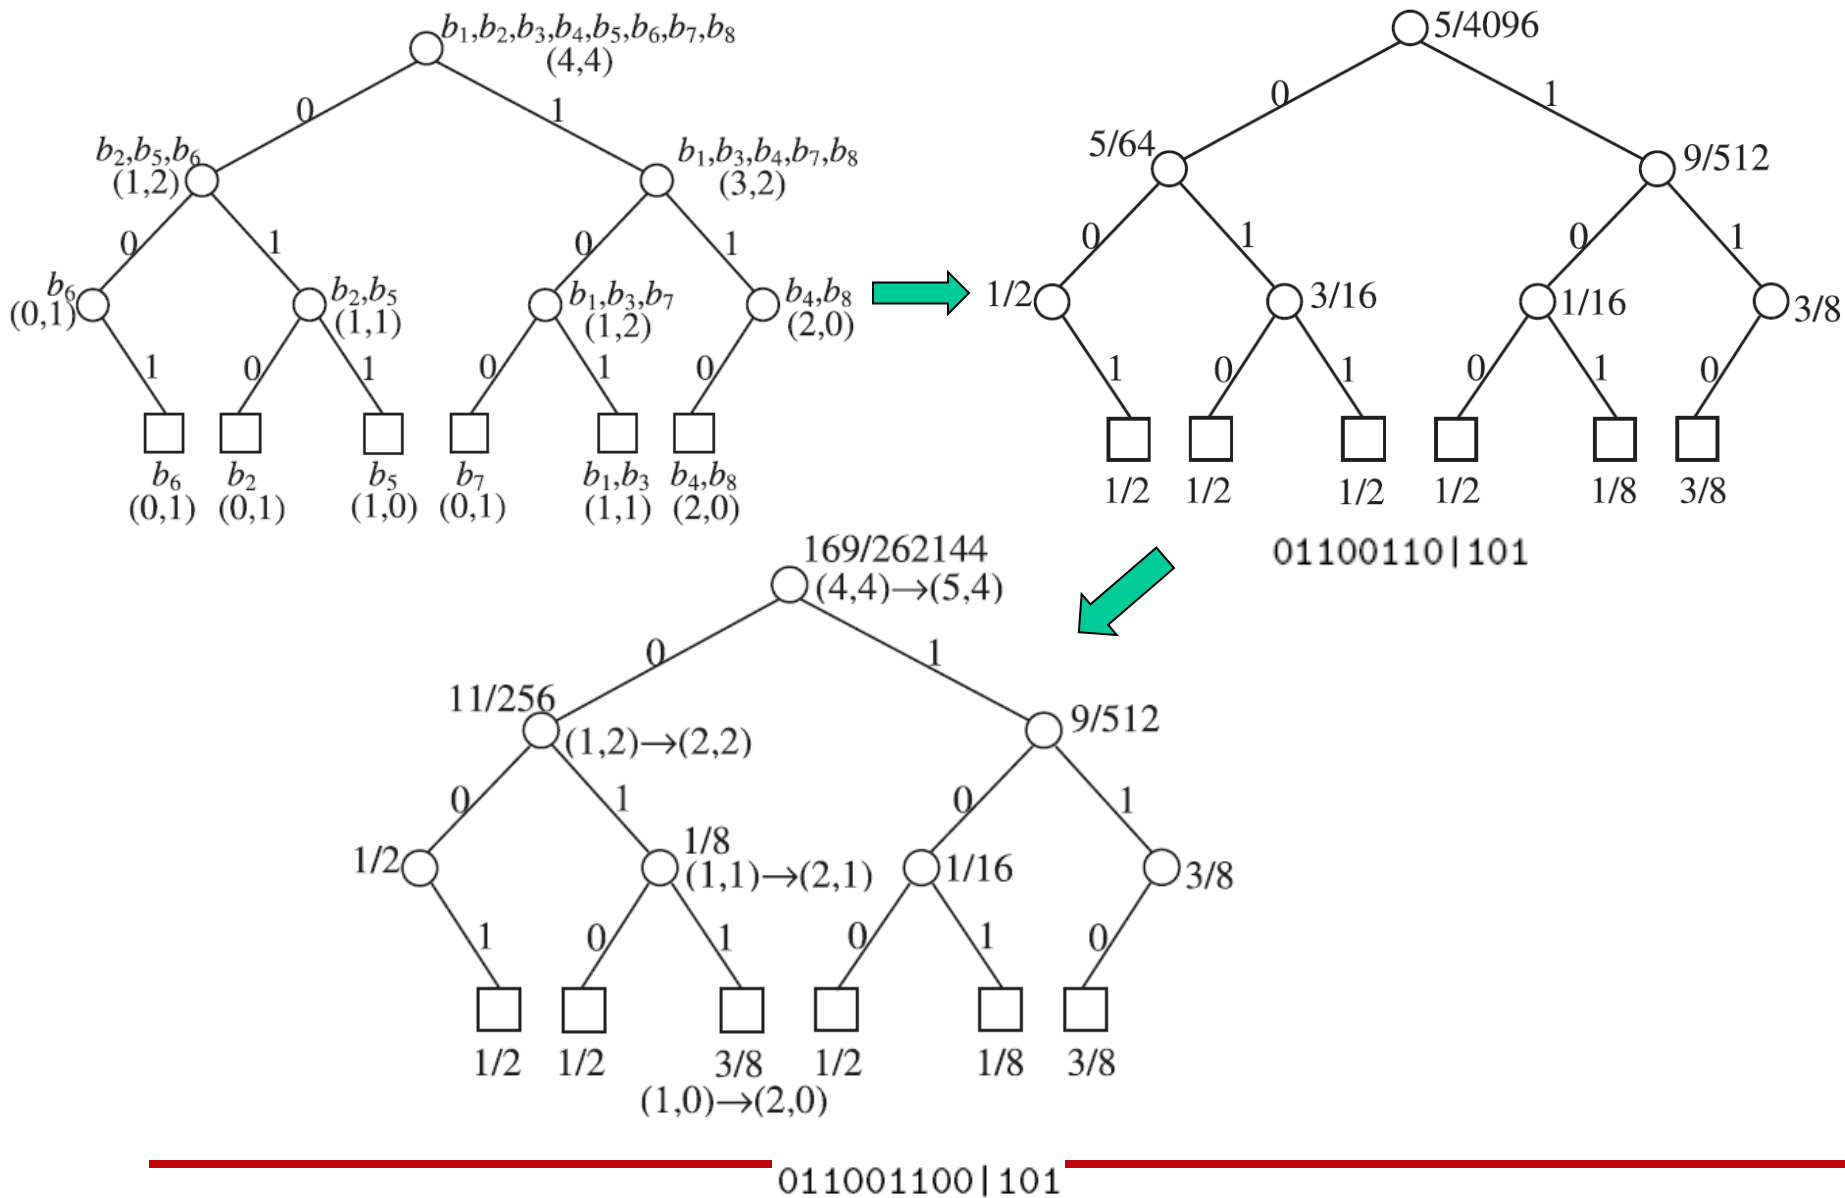 b₁,b₂,b₃,b₄,b₅,b₆,b₇,b₈
(4,4)
0 1
b₂,b₅,b₆
(1,2)
b₁,b₃,b₄,b₇,b₈
(3,2)
0 1 0 1
b₆
(0,1)
b₂,b₅
(1,1)
b₁,b₃,b₇
(1,2)
b₄,b₈
(2,0)
1 0 1 0 1 0
b₆ b₂ b₅ b₇ b₁,b₃ b₄,b₈
(0,1) (0,1) (1,0) (0,1) (1,1) (2,0)
5/4096
0 1
5/64 9/512
0 1 0 1
1/2 3/16 1/16 3/8
1 0 1 0 1 0
1/2 1/2 1/2 1/2 1/8 3/8
01100110|101
169/262144
(4,4)→(5,4)
0 1
11/256 9/512
(1,2)→(2,2)
0 1 0 1
1/2 1/8 1/16 3/8
(1,1)→(2,1)
1 0 1 0 1 0
1/2 1/2 3/8 1/2 1/8 3/8
(1,0)→(2,0)
011001100|101